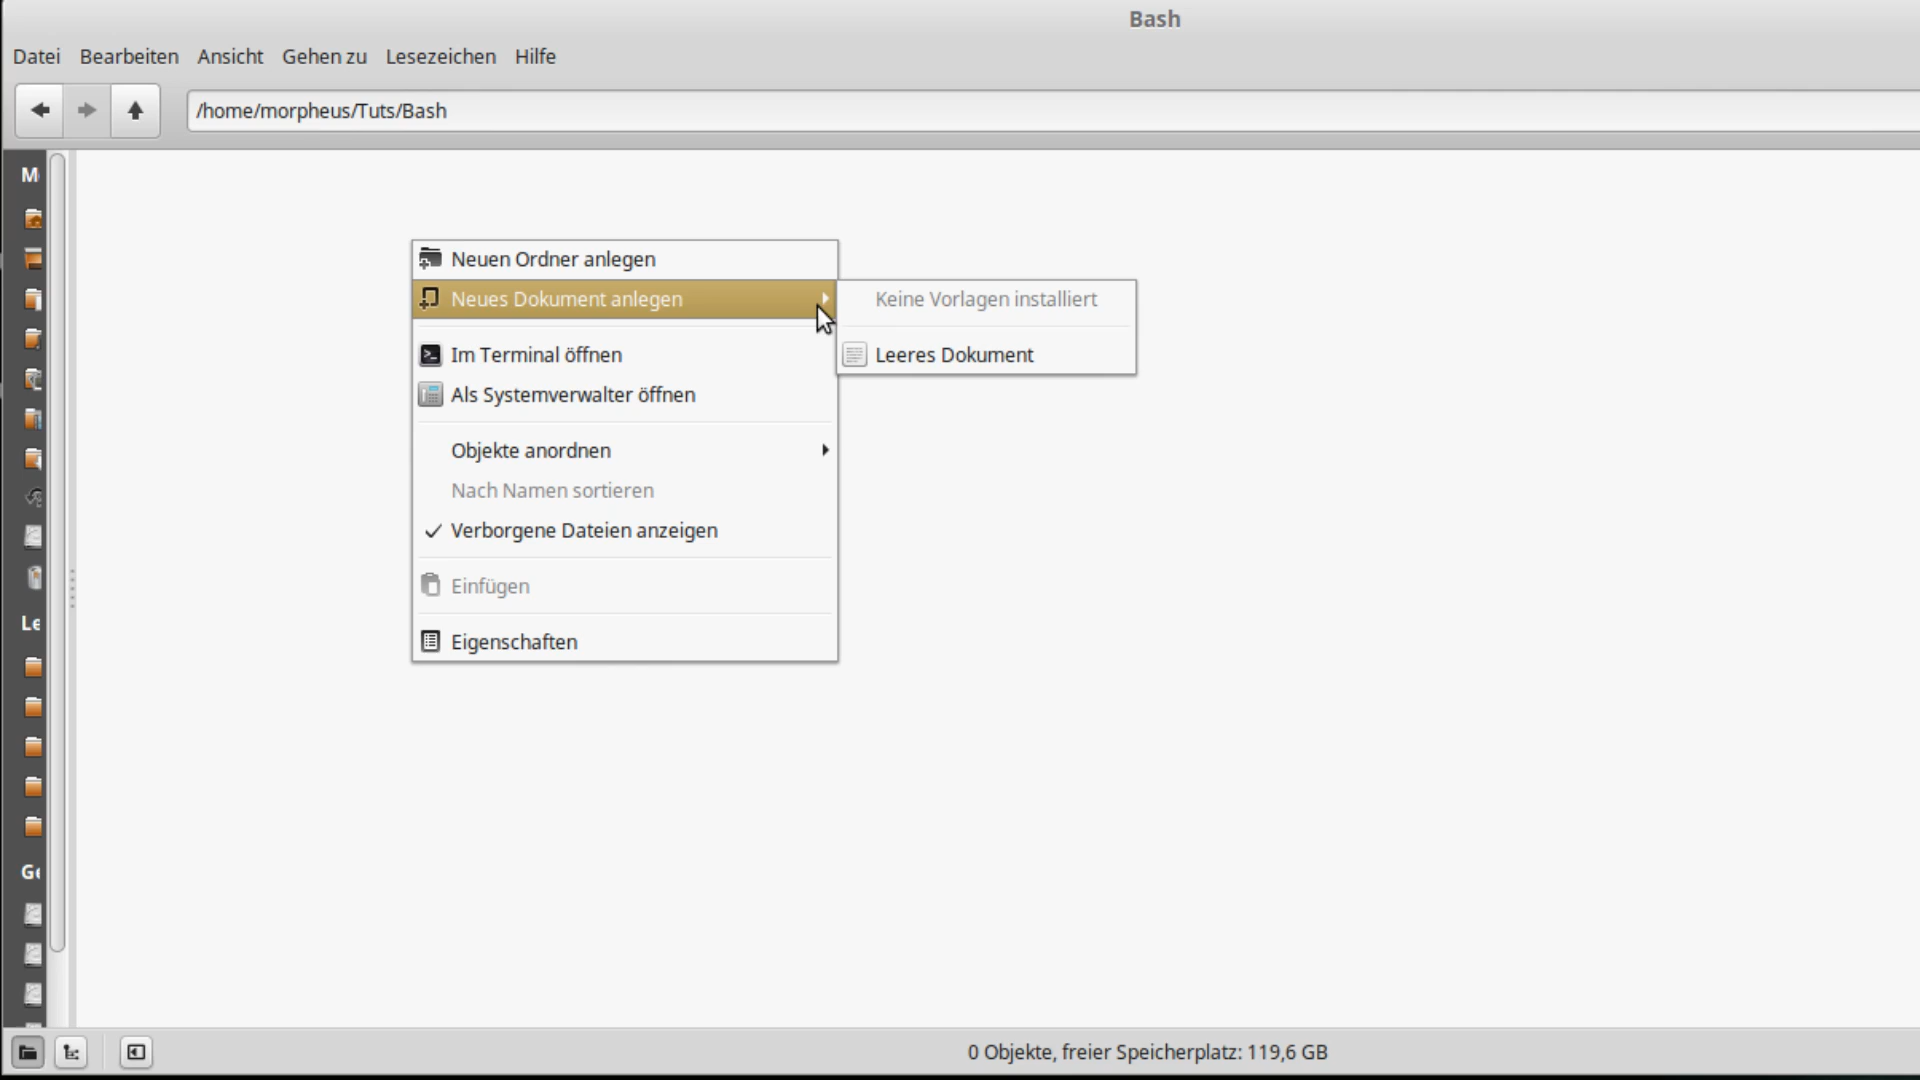 Bash
Datei Bearbeiten Ansicht Gehen zu Lesezeichen Hilfe
/home/morpheus/Tuts/Bash
Neuen Ordner anlegen
Neues Dokument anlegen
Keine Vorlagen installiert
Leeres Dokument
Im Terminal öffnen
Als Systemverwalter öffnen
Objekte anordnen
Nach Namen sortieren
Verborgene Dateien anzeigen
Einfügen
Eigenschaften
0 Objekte, freier Speicherplatz: 119,6 GB